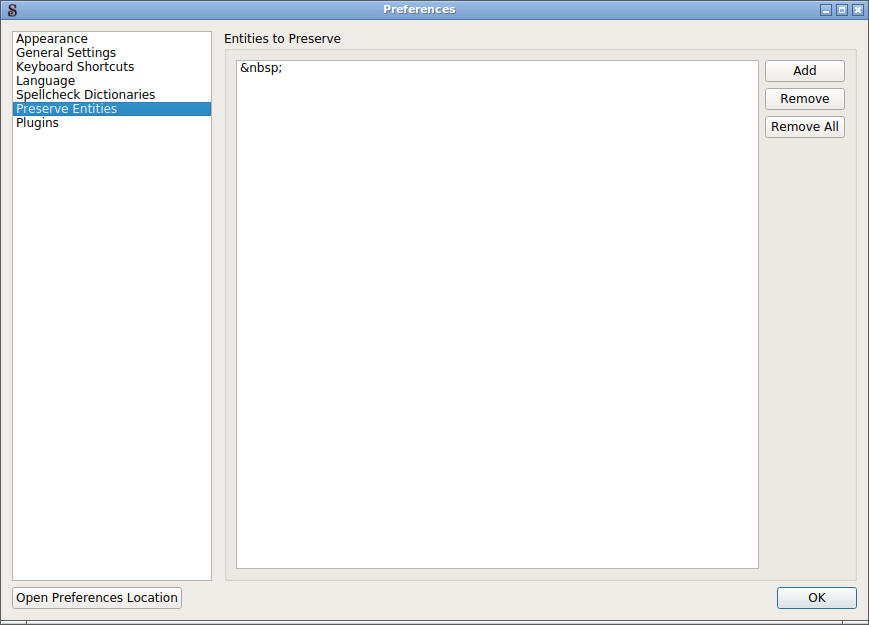 Preferences
Appearance
General Settings
Keyboard Shortcuts
Language
Spellcheck Dictionaries
Preserve Entities
Plugins
Entities to Preserve
&nbsp;
Add
Remove
Remove All
Open Preferences Location
OK